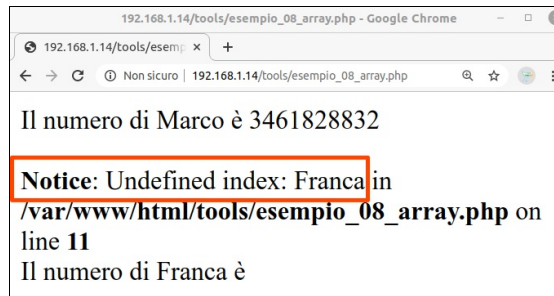 192.168.1.14/tools/esempio_08_array.php - Google Chrome
192.168.1.14/tools/esemp
Non sicuro | 192.168.1.14/tools/esempio_08_array.php
Il numero di Marco è 3461828832
Notice: Undefined index: Franca in
/var/www/html/tools/esempio_08_array.php on
line 11
Il numero di Franca è